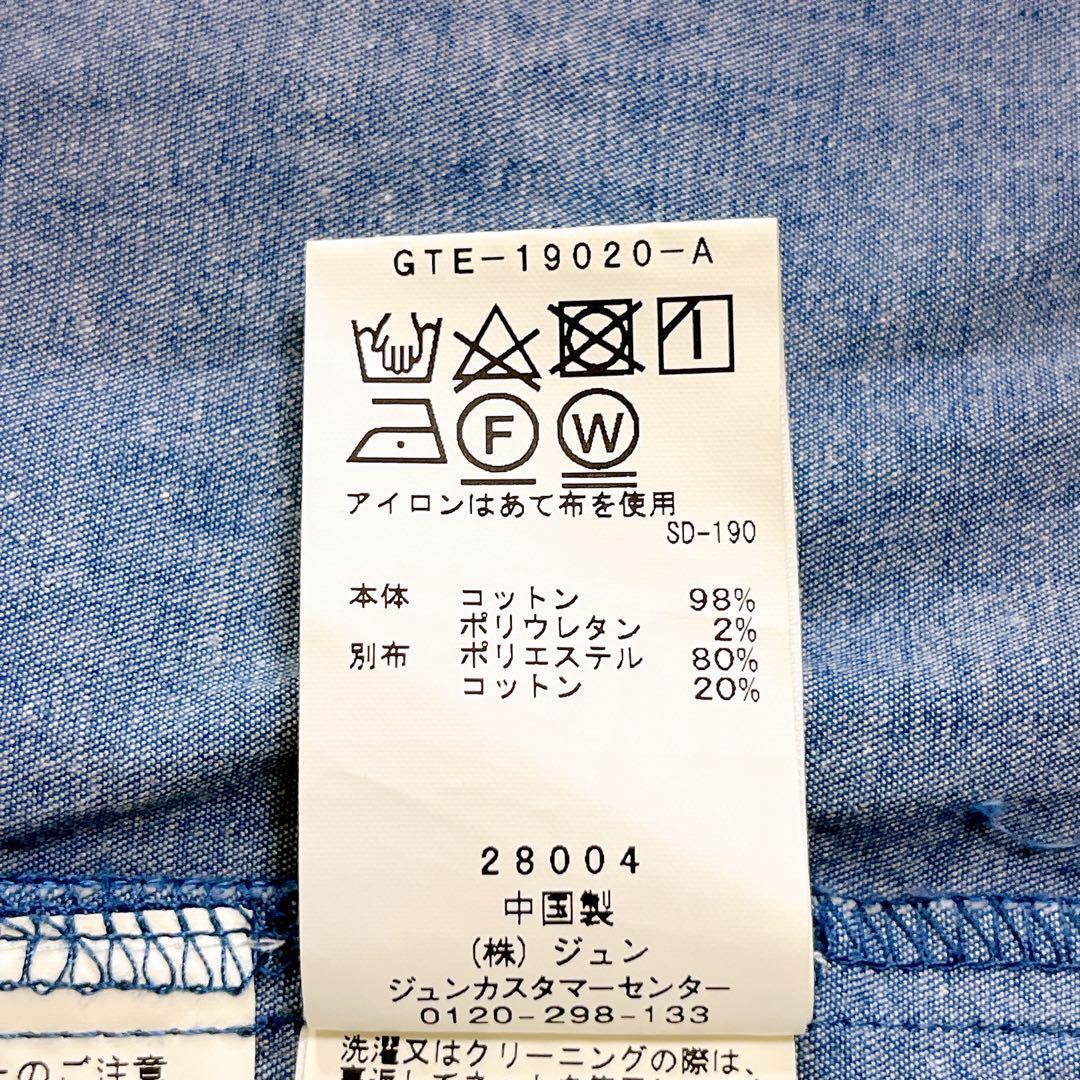 GTE-19020-A
F W
アイロンはあて布を使用
SD-190
本体 コットン 98%
ポリウレタン 2%
別布 ポリエステル 80%
コットン 20%
28004
中国製
(株)ジュン
ジュンカスタマーセンター
0120-298-133
洗濯又はクリーニングの際は、
のご注意